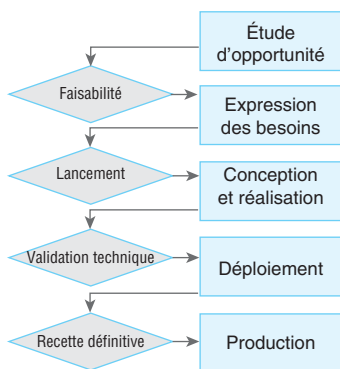 Étude
d'opportunité
Faisabilité
Expression
des besoins
Lancement
Conception
et réalisation
Validation technique
Déploiement
Recette définitive
Production